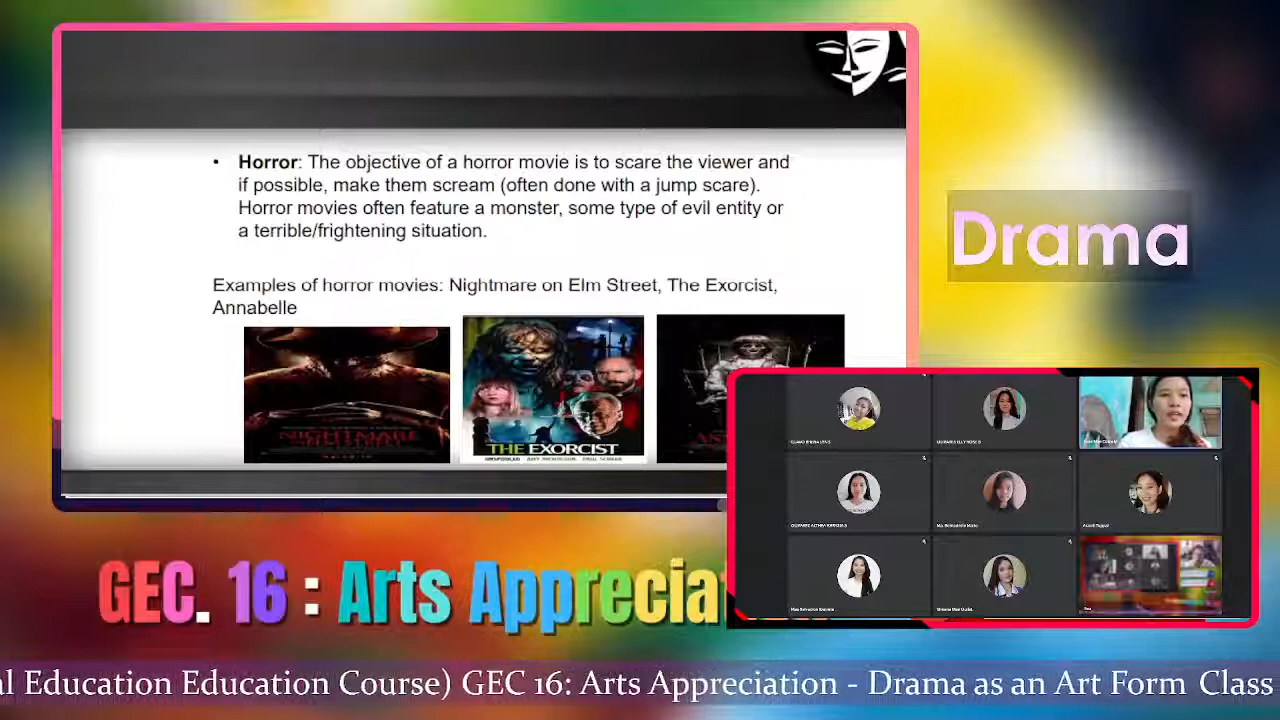 • Horror: The objective of a horror movie is to scare the viewer and
if possible, make them scream (often done with a jump scare).
Horror movies often feature a monster, some type of evil entity or
a terrible/frightening situation.
Examples of horror movies: Nightmare on Elm Street, The Exorcist,
Annabelle
NIGHTMARE
THE EXORCIST
Drama
GEC. 16 : Arts Apprecia
al Education Education Course) GEC 16: Arts Appreciation - Drama as an Art Form Class